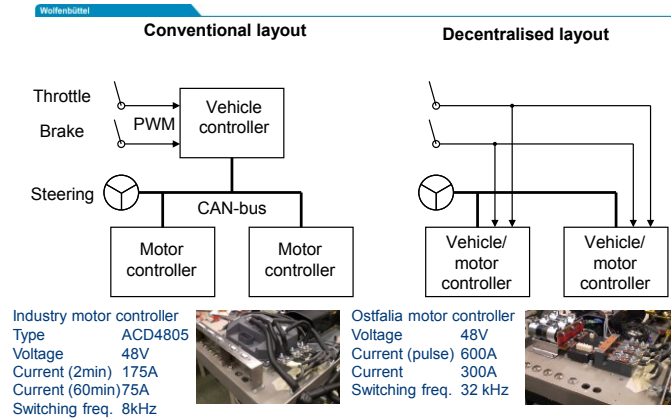 Wolfenbüttel
Conventional layout
Decentralised layout
Throttle
Brake
PWM
Vehicle
controller
Steering
CAN-bus
Motor
controller
Motor
controller
Vehicle/
motor
controller
Vehicle/
motor
controller
Industry motor controller
Type ACD4805
Voltage 48V
Current (2min) 175A
Current (60min)75A
Switching freq. 8kHz
Ostfalia motor controller
Voltage 48V
Current (pulse) 600A
Current 300A
Switching freq. 32 kHz